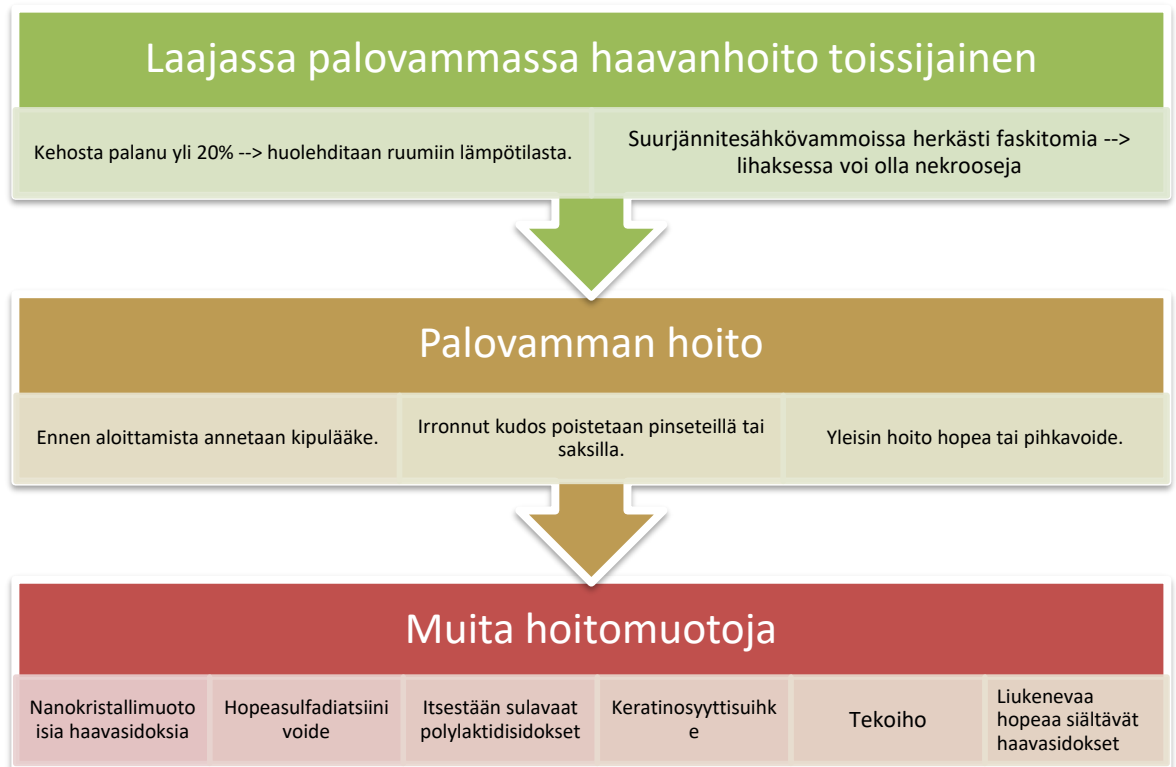 Laajassa palovammassa haavanhoito toissijainen
Kehosta palanu yli 20% --> huolehditaan ruumiin lämpötilasta.
Suurjännitesähkövammoissa herkästi faskitomia -->
lihaksessa voi olla nekrooseja
Palovamman hoito
Ennen aloittamista annetaan kipulääke.
Irronnut kudos poistetaan pinseteillä tai
saksilla.
Yleisin hoito hopea tai pihkavoide.
Muita hoitomuotoja
Nanokristallimuoto
isia haavasidoksia
Hopeasulfadiatsiini
voide
Itsestään sulavaat
polylaktidisidokset
Keratinosyyttisuihk
e
Tekoiho
Liukenevaa
hopeaa siältävät
haavasidokset